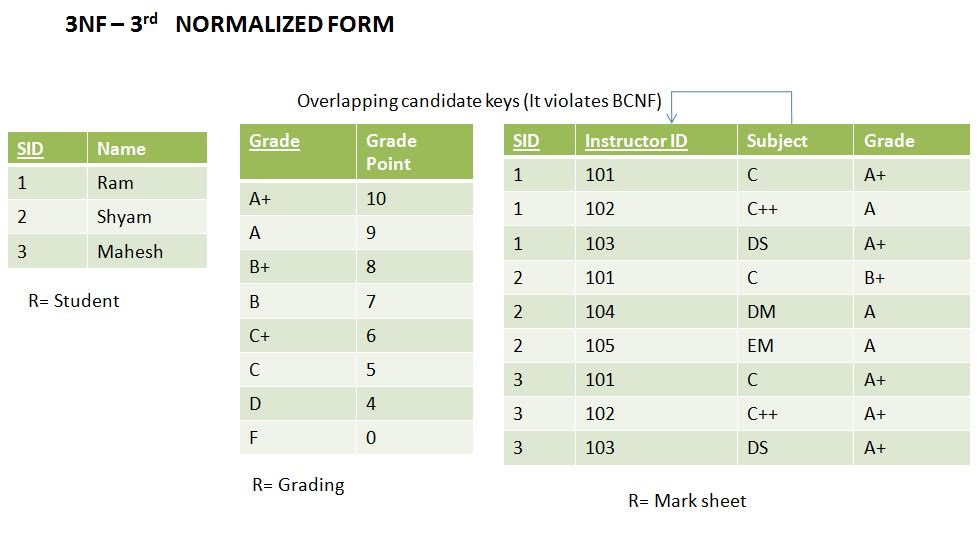 3NF – 3rd NORMALIZED FORM
Overlapping candidate keys (It violates BCNF)
SID Name
1 Ram
2 Shyam
3 Mahesh
R= Student
Grade Grade Point
A+ 10
A 9
B+ 8
B 7
C+ 6
C 5
D 4
F 0
R= Grading
SID Instructor ID Subject Grade
1 101 C A+
1 102 C++ A
1 103 DS A+
2 101 C B+
2 104 DM A
2 105 EM A
3 101 C A+
3 102 C++ A+
3 103 DS A+
R= Mark sheet